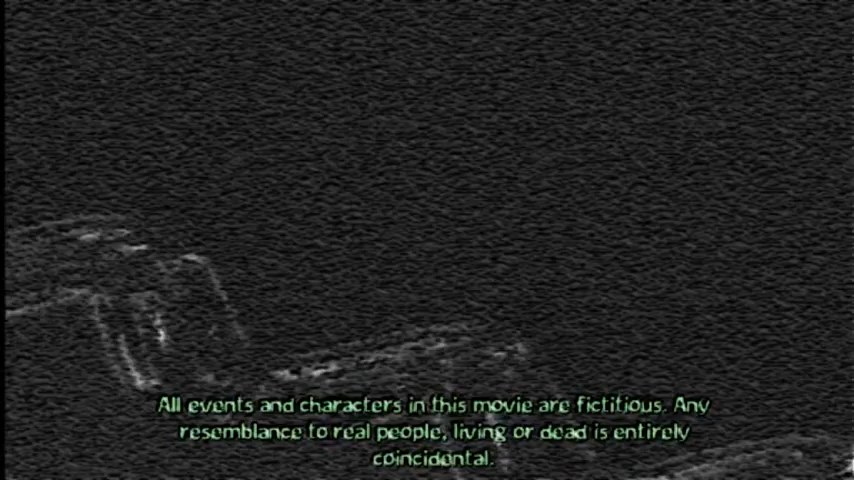 All events and characters in this movie are fictitious. Any
resemblance to real people, living or dead is entirely
coincidental.